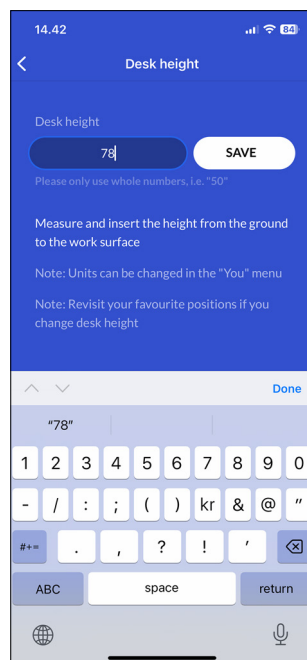 14.42
84
Desk height
Desk height
78
SAVE
Please only use whole numbers, i.e. "50"
Measure and insert the height from the ground
to the work surface
Note: Units can be changed in the "You" menu
Note: Revisit your favourite positions if you
change desk height
Done
"78"
1 2 3 4 5 6 7 8 9 0
- / : ; ( ) kr & @ "
#+= . , ? ! ′
ABC space return